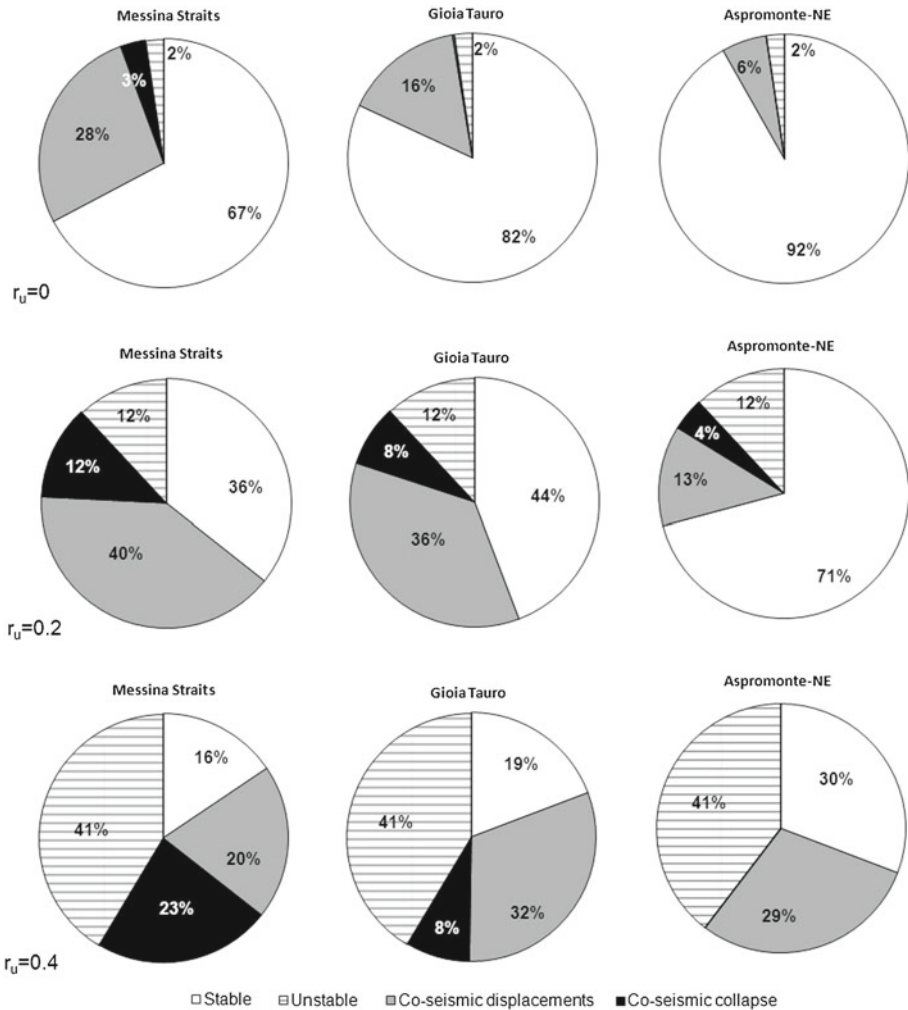 Messina Straits
Gioia Tauro
Aspromonte-NE
2%
3%
28%
67%
2%
16%
82%
2%
6%
92%
ru=0
Messina Straits
Gioia Tauro
Aspromonte-NE
12%
12%
36%
40%
12%
8%
44%
36%
12%
4%
13%
71%
ru=0.2
Messina Straits
Gioia Tauro
Aspromonte-NE
16%
41%
20%
23%
19%
41%
32%
8%
30%
41%
29%
ru=0.4
Stable Unstable Co-seismic displacements Co-seismic collapse